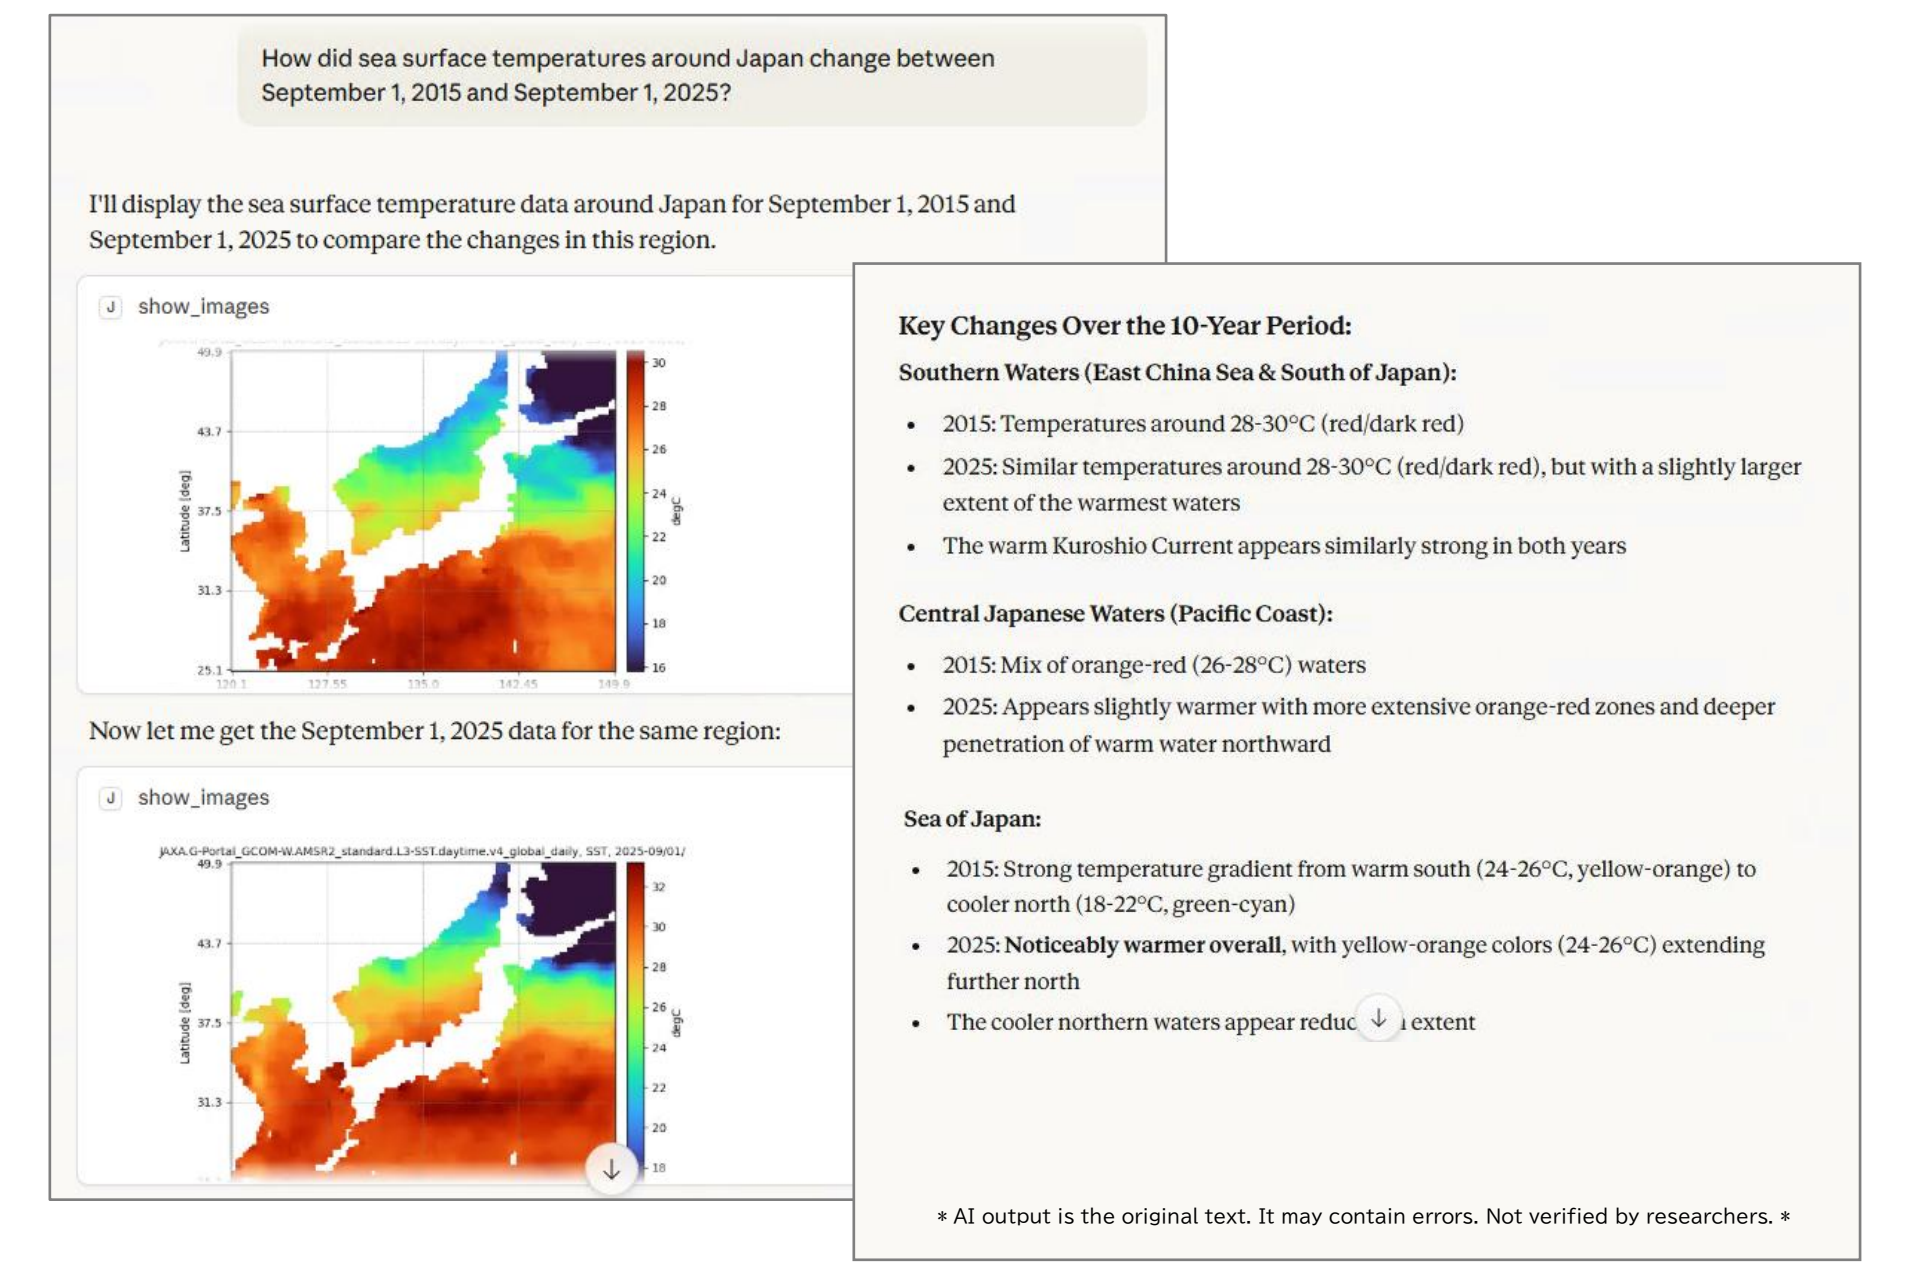 How did sea surface temperatures around Japan change between
September 1, 2015 and September 1, 2025?
I'll display the sea surface temperature data around Japan for September 1, 2015 and
September 1, 2025 to compare the changes in this region.
J show_images
49.9
43.7
37.5
31.3
25.1
Latitude [deg]
120.1 127.55 135.0 142.45 149.9
30
28
26
24
22
20
18
16
degC
Now let me get the September 1, 2025 data for the same region:
J show_images
JAXA.G-Portal_GCOM-W.AMSR2_standard.L3-SST.daytime.v4_global_daily, SST, 2025-09/01/
49.9
43.7
37.5
31.3
Latitude [deg]
32
30
28
26
24
22
20
18
degC
Key Changes Over the 10-Year Period:
Southern Waters (East China Sea & South of Japan):
• 2015: Temperatures around 28-30°C (red/dark red)
• 2025: Similar temperatures around 28-30°C (red/dark red), but with a slightly larger
extent of the warmest waters
• The warm Kuroshio Current appears similarly strong in both years
Central Japanese Waters (Pacific Coast):
• 2015: Mix of orange-red (26-28°C) waters
• 2025: Appears slightly warmer with more extensive orange-red zones and deeper
penetration of warm water northward
Sea of Japan:
• 2015: Strong temperature gradient from warm south (24-26°C, yellow-orange) to
cooler north (18-22°C, green-cyan)
• 2025: Noticeably warmer overall, with yellow-orange colors (24-26°C) extending
further north
• The cooler northern waters appear extent
* AI output is the original text. It may contain errors. Not verified by researchers. *